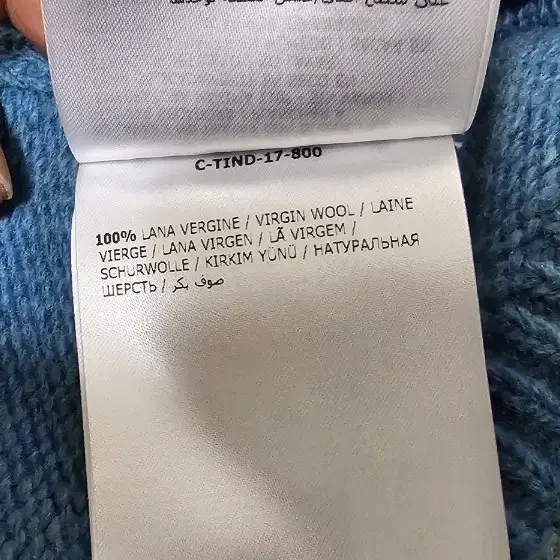 C-TIND-17-800
100% LANA VERGINE / VIRGIN WOOL / LAINE
VIERGE / LANA VIRGEN / LÃ VIRGEM /
SCHURWOLLE / KIRKIM YÜNÜ / НАТУРАЛЬНАЯ
ШЕРСТЬ / صوف بكر